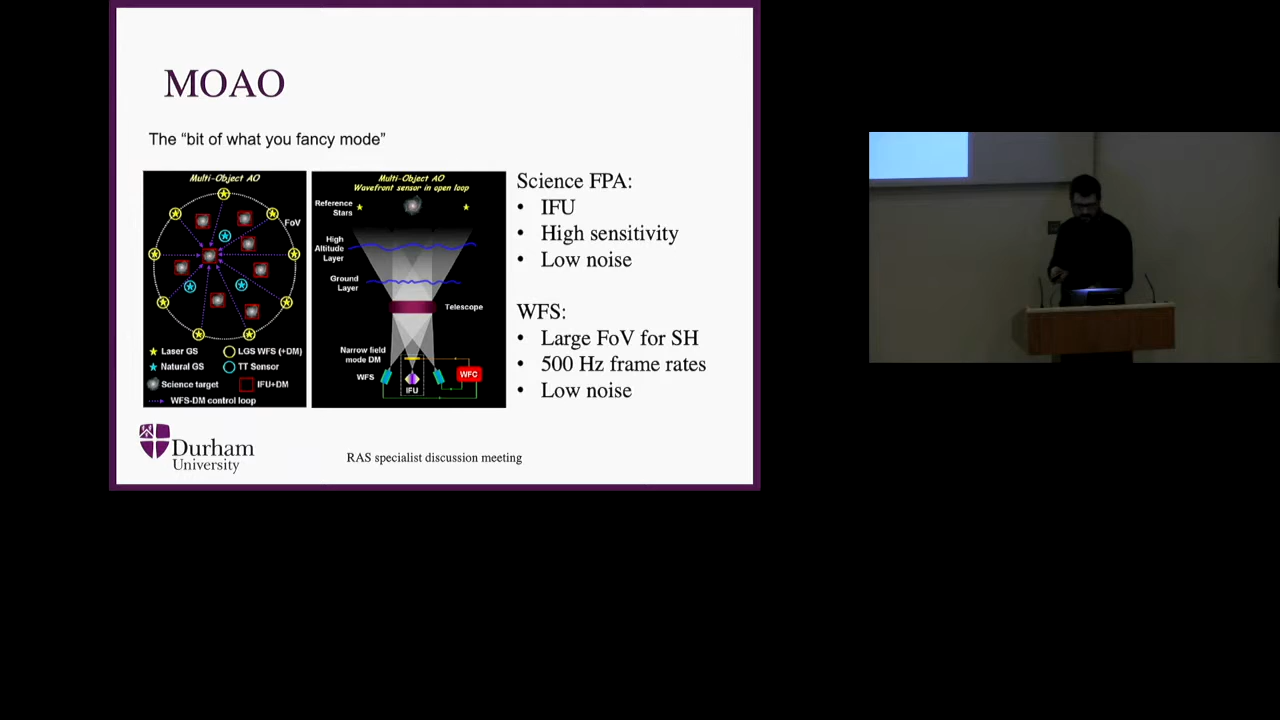 MOAO
The “bit of what you fancy mode”
Multi-Object AO
FoV
Laser GS
LGS WFS (+DM)
Natural GS
TT Sensor
Science target
IFU+DM
WFS-DM control loop
Multi-Object AO
Wavefront sensor in open loop
Reference
Stars
High
Altitude
Layer
Ground
Layer
Telescope
Narrow field
mode DM
WFS
WFC
IFU
Science FPA:
• IFU
• High sensitivity
• Low noise
WFS:
• Large FoV for SH
• 500 Hz frame rates
• Low noise
Durham
University
RAS specialist discussion meeting